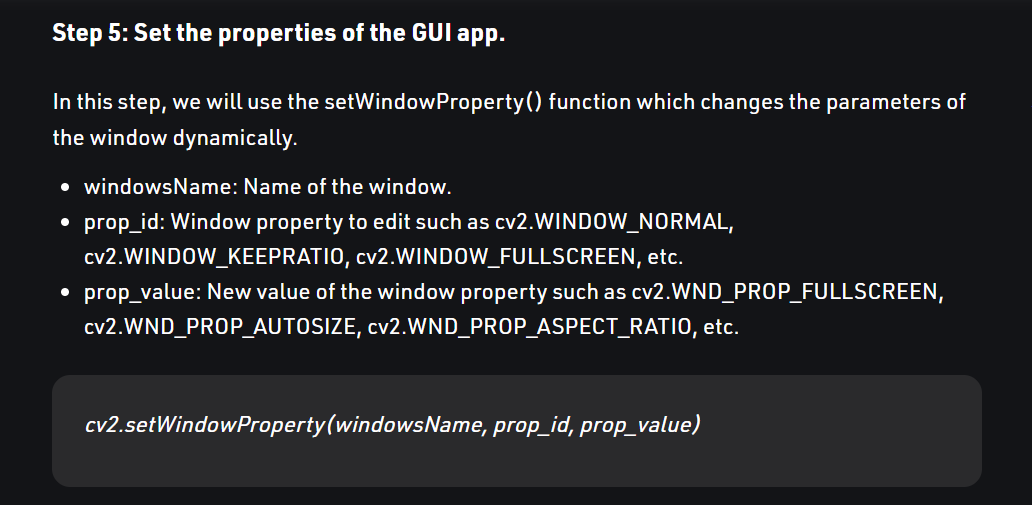 Step 5: Set the properties of the GUI app.
In this step, we will use the setWindowProperty() function which changes the parameters of
the window dynamically.
• windowsName: Name of the window.
• prop_id: Window property to edit such as cv2.WINDOW_NORMAL,
cv2.WINDOW_KEEPRATIO, cv2.WINDOW_FULLSCREEN, etc.
• prop_value: New value of the window property such as cv2.WND_PROP_FULLSCREEN,
cv2.WND_PROP_AUTOSIZE, cv2.WND_PROP_ASPECT_RATIO, etc.
cv2.setWindowProperty(windowsName, prop_id, prop_value)